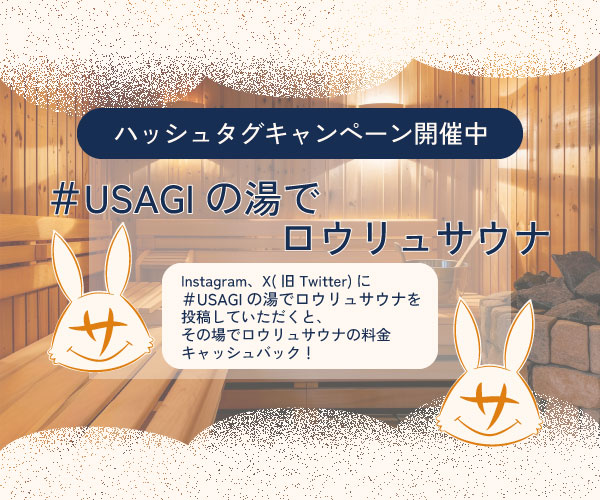 ハッシュタグキャンペーン開催中
＃USAGI の湯で
ロウリュサウナ
Instagram、X( 旧 Twitter) に
＃USAGI の湯でロウリュサウナを
投稿していただくと、
その場でロウリュサウナの料金
キャッシュバック！
サ
サ